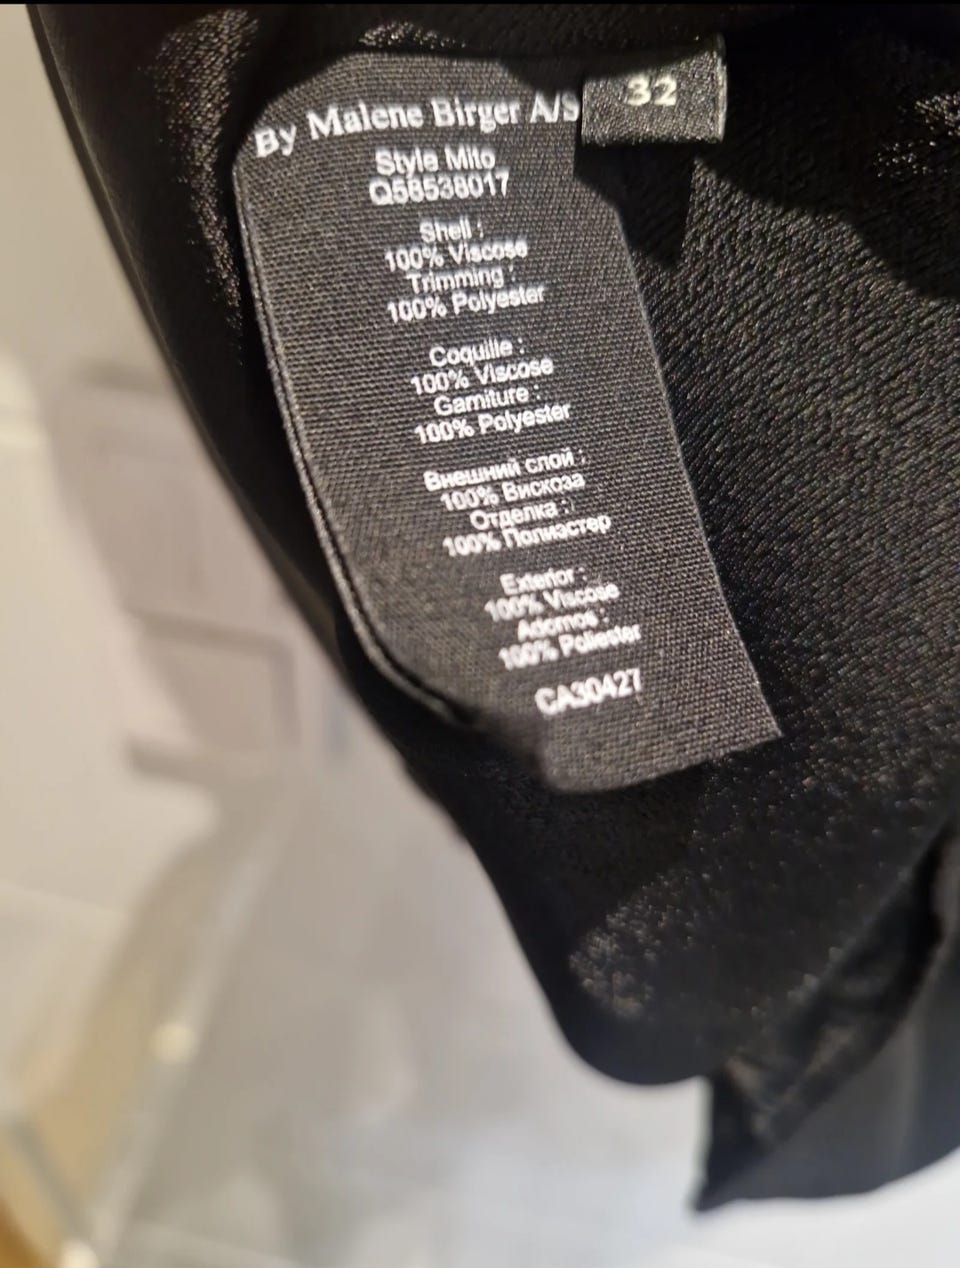 By Malene Birger A/S
32
Style Milo
Q58538017
Shell :
100% Viscose
Trimming :
100% Polyester
Coquille :
100% Viscose
Garniture :
100% Polyester
Внешний слой :
100% Вискоза
Отделка :
100% Полиэстер
Exterior :
100% Viscose
Adornos :
100% Poliester
CA30427